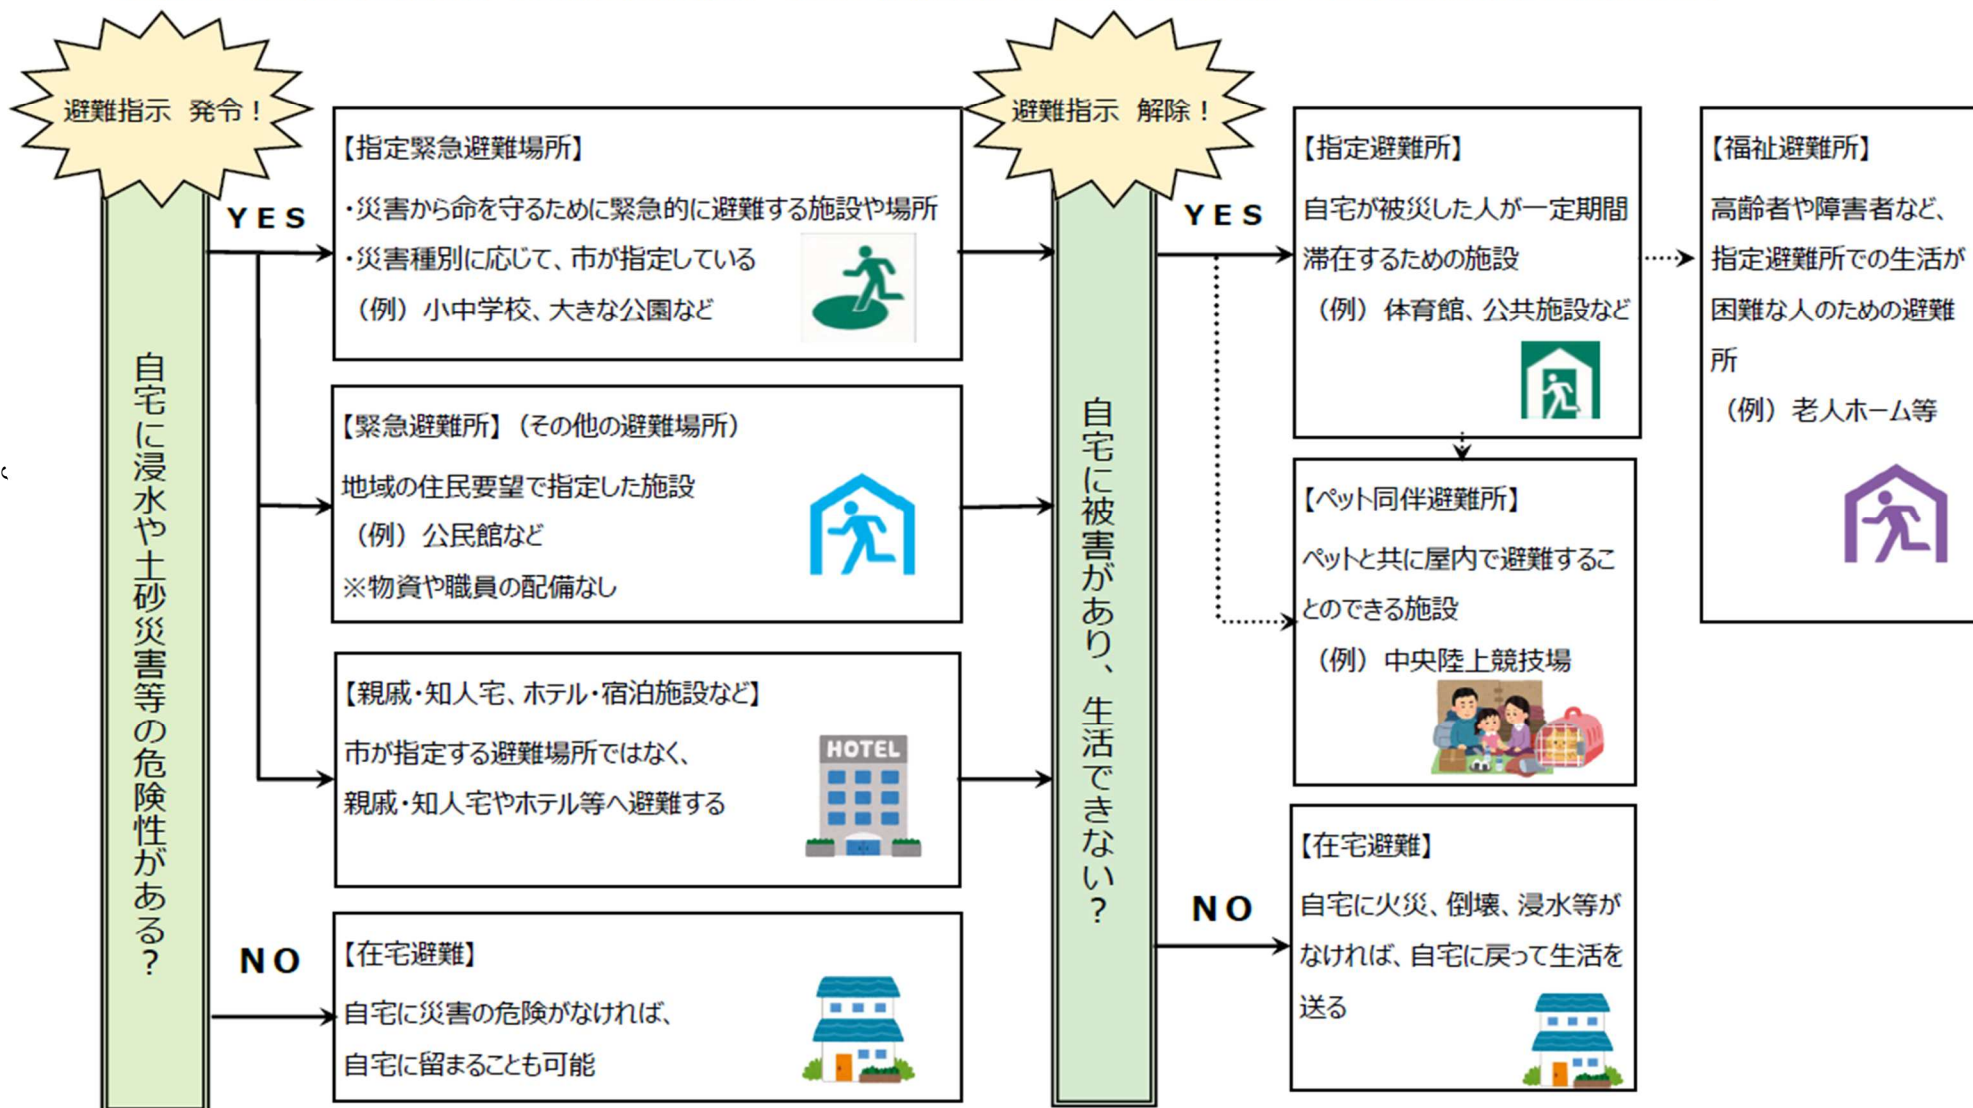 避難指示 発令！
自宅に浸水や土砂災害等の危険性がある？
YES
【指定緊急避難場所】
・災害から命を守るために緊急的に避難する施設や場所
・災害種別に応じて、市が指定している
（例）小中学校、大きな公園など
【緊急避難所】（その他の避難場所）
地域の住民要望で指定した施設
（例）公民館など
※物資や職員の配備なし
【親戚・知人宅、ホテル・宿泊施設など】
市が指定する避難場所ではなく、
親戚・知人宅やホテル等へ避難する
HOTEL
NO
【在宅避難】
自宅に災害の危険がなければ、
自宅に留まることも可能
避難指示 解除！
自宅に被害があり、生活できない？
YES
【指定避難所】
自宅が被災した人が一定期間
滞在するための施設
（例）体育館、公共施設など
【福祉避難所】
高齢者や障害者など、
指定避難所での生活が
困難な人のための避難
所
（例）老人ホーム等
【ペット同伴避難所】
ペットと共に屋内で避難するこ
とのできる施設
（例）中央陸上競技場
NO
【在宅避難】
自宅に火災、倒壊、浸水等が
なければ、自宅に戻って生活を
送る